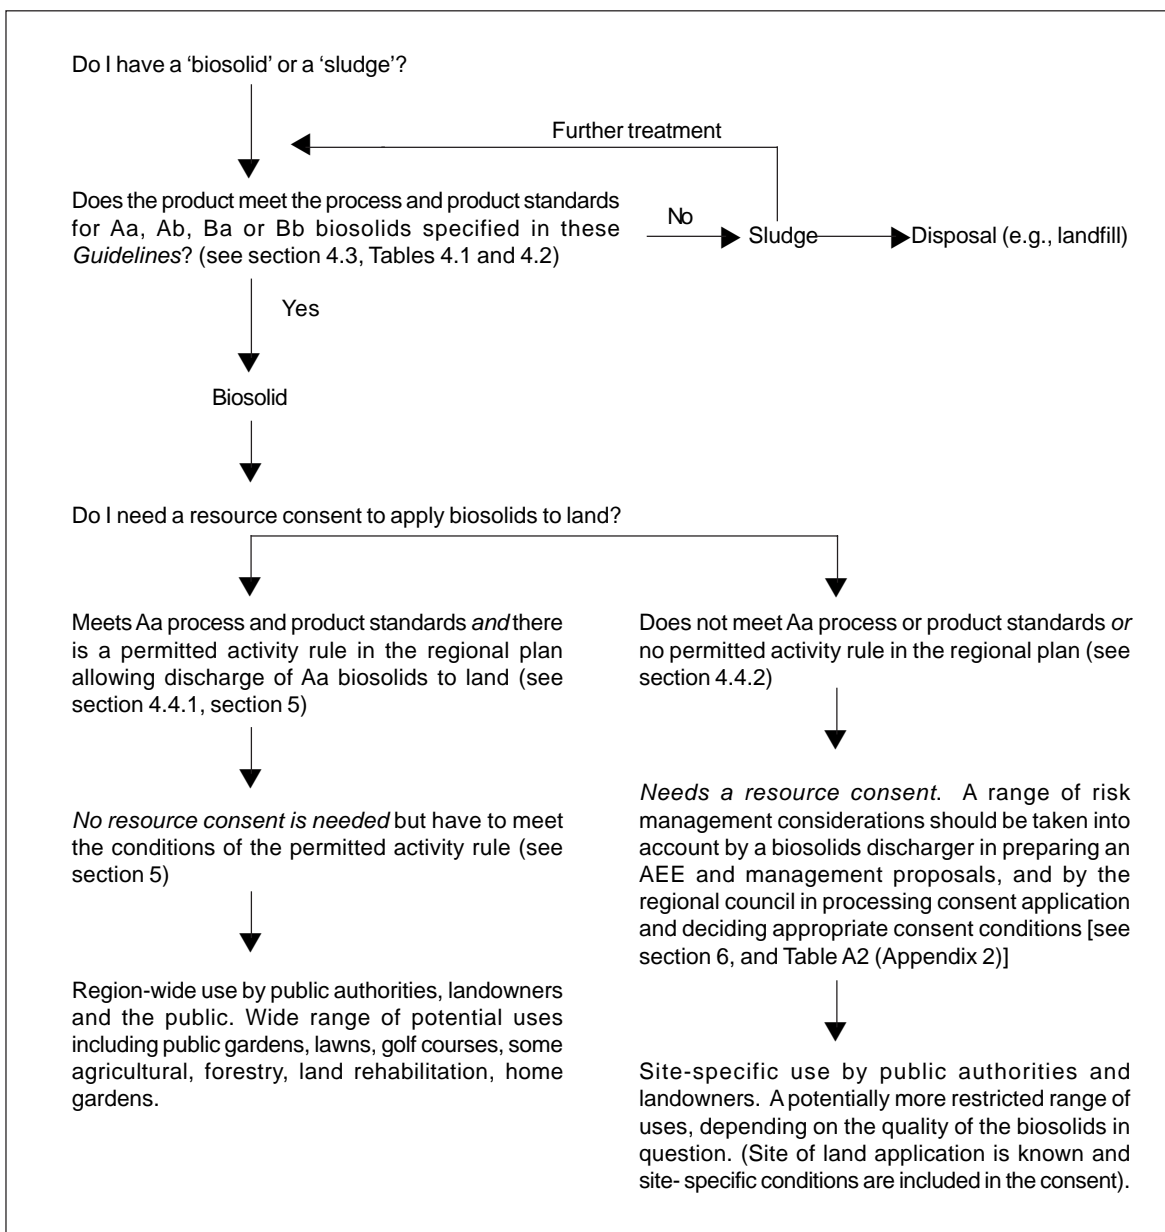 Do I have a ‘biosolid’ or a ‘sludge’?
Further treatment
Does the product meet the process and product standards
for Aa, Ab, Ba or Bb biosolids specified in these
Guidelines? (see section 4.3, Tables 4.1 and 4.2)
No
Sludge
Disposal (e.g., landfill)
Yes
Biosolid
Do I need a resource consent to apply biosolids to land?
Meets Aa process and product standards and there
is a permitted activity rule in the regional plan
allowing discharge of Aa biosolids to land (see
section 4.4.1, section 5)
No resource consent is needed but have to meet
the conditions of the permitted activity rule (see
section 5)
Region-wide use by public authorities, landowners
and the public. Wide range of potential uses
including public gardens, lawns, golf courses, some
agricultural, forestry, land rehabilitation, home
gardens.
Does not meet Aa process or product standards or
no permitted activity rule in the regional plan (see
section 4.4.2)
Needs a resource consent. A range of risk
management considerations should be taken into
account by a biosolids discharger in preparing an
AEE and management proposals, and by the
regional council in processing consent application
and deciding appropriate consent conditions [see
section 6, and Table A2 (Appendix 2)]
Site-specific use by public authorities and
landowners. A potentially more restricted range of
uses, depending on the quality of the biosolids in
question. (Site of land application is known and
site- specific conditions are included in the consent).